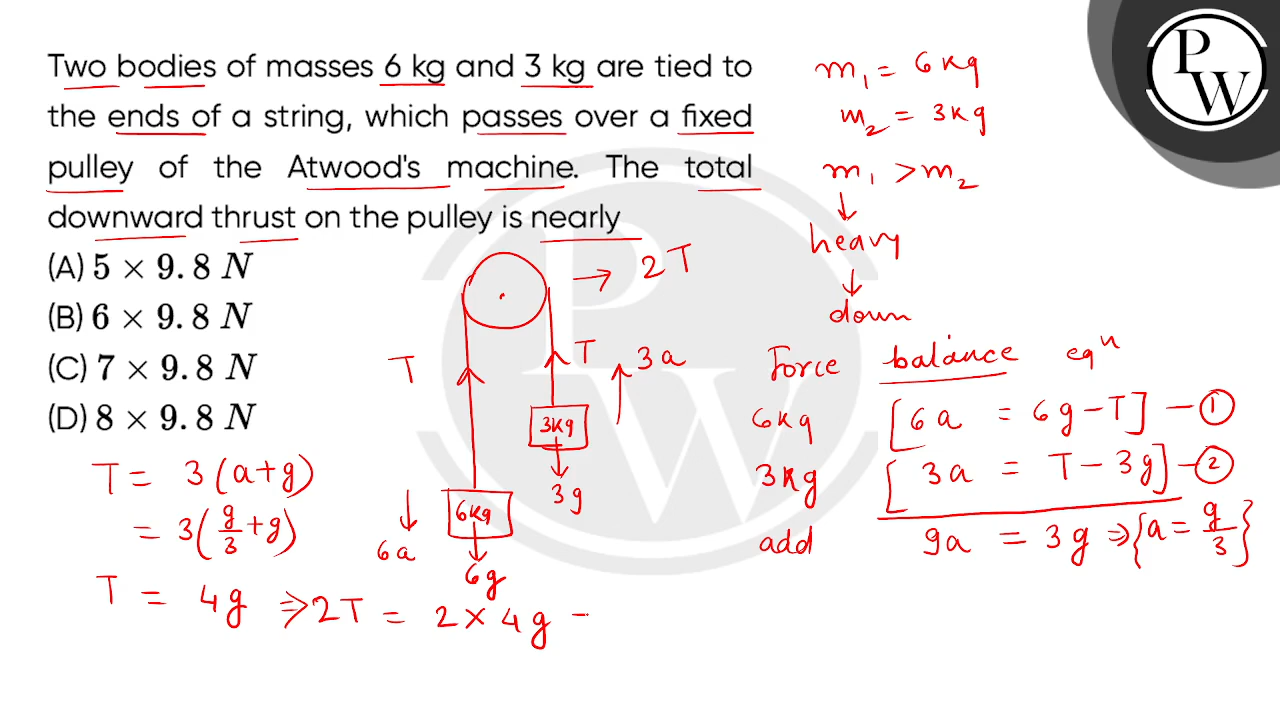 Two bodies of masses 6 kg and 3 kg are tied to
the ends of a string, which passes over a fixed
pulley of the Atwood's machine. The total
downward thrust on the pulley is nearly
(A) 5 × 9.8 N
(B) 6 × 9.8 N
(C) 7 × 9.8 N
(D) 8 × 9.8 N
P
W
m₁ = 6kg
m₂ = 3kg
m₁ > m₂
↓
heavy
↓
down
→ 2T
T
T
3a
3kg
3g
6kg
6a
6g
Force balance eqⁿ
6kg [6a = 6g - T] - ①
3kg [3a = T - 3g] - ②
add 9a = 3g ⇒ {a = g/3}
T = 3(a+g)
= 3(g/3 + g)
T = 4g ⇒ 2T = 2 × 4g -